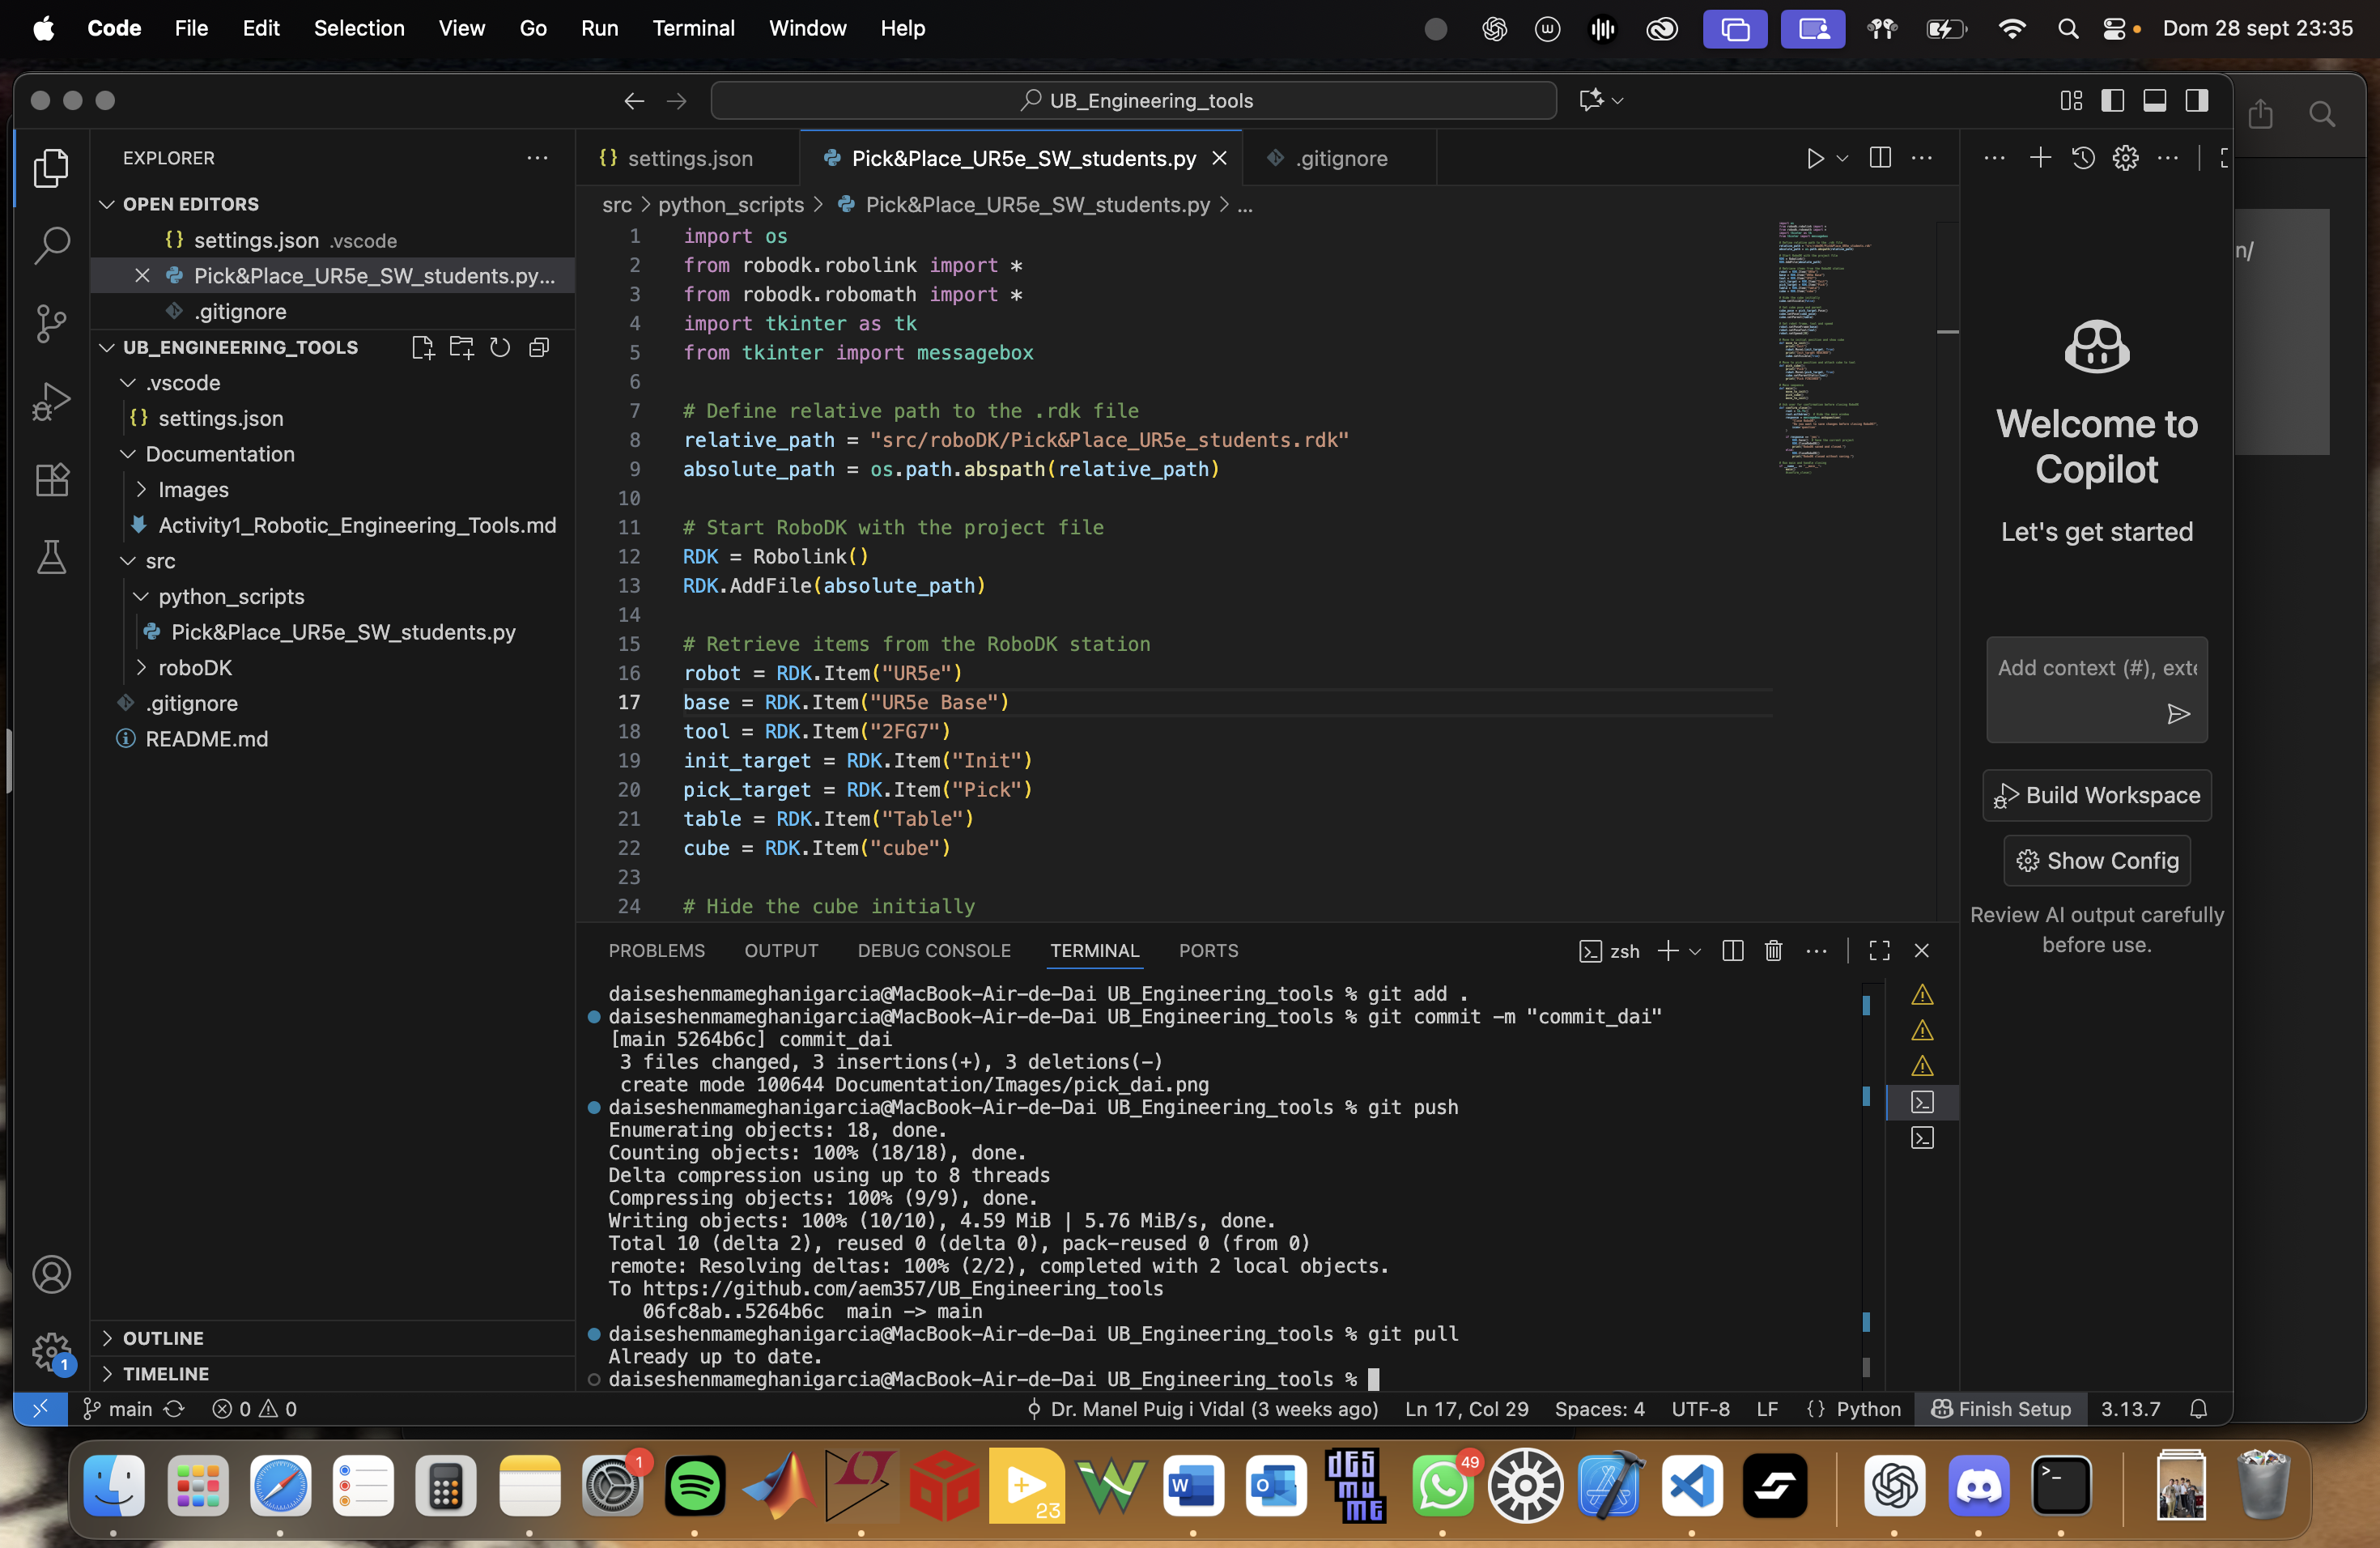 Code File Edit Selection View Go Run Terminal Window Help Dom 28 sept 23:35
UB_Engineering_tools
EXPLORER
OPEN EDITORS
{} settings.json .vscode
Pick&Place_UR5e_SW_students.py...
.gitignore
UB_ENGINEERING_TOOLS
.vscode
{} settings.json
Documentation
Images
Activity1_Robotic_Engineering_Tools.md
src
python_scripts
Pick&Place_UR5e_SW_students.py
roboDK
.gitignore
README.md
OUTLINE
TIMELINE
{} settings.json Pick&Place_UR5e_SW_students.py .gitignore
src > python_scripts > Pick&Place_UR5e_SW_students.py > ...
1 import os
2 from robodk.robolink import *
3 from robodk.robomath import *
4 import tkinter as tk
5 from tkinter import messagebox
6
7 # Define relative path to the .rdk file
8 relative_path = "src/roboDK/Pick&Place_UR5e_students.rdk"
9 absolute_path = os.path.abspath(relative_path)
10
11 # Start RoboDK with the project file
12 RDK = Robolink()
13 RDK.AddFile(absolute_path)
14
15 # Retrieve items from the RoboDK station
16 robot = RDK.Item("UR5e")
17 base = RDK.Item("UR5e Base")
18 tool = RDK.Item("2FG7")
19 init_target = RDK.Item("Init")
20 pick_target = RDK.Item("Pick")
21 table = RDK.Item("Table")
22 cube = RDK.Item("cube")
23
24 # Hide the cube initially
PROBLEMS OUTPUT DEBUG CONSOLE TERMINAL PORTS zsh
daiseshenmameghanigarcia@MacBook-Air-de-Dai UB_Engineering_tools % git add .
daiseshenmameghanigarcia@MacBook-Air-de-Dai UB_Engineering_tools % git commit -m "commit_dai"
[main 5264b6c] commit_dai
3 files changed, 3 insertions(+), 3 deletions(-)
create mode 100644 Documentation/Images/pick_dai.png
daiseshenmameghanigarcia@MacBook-Air-de-Dai UB_Engineering_tools % git push
Enumerating objects: 18, done.
Counting objects: 100% (18/18), done.
Delta compression using up to 8 threads
Compressing objects: 100% (9/9), done.
Writing objects: 100% (10/10), 4.59 MiB | 5.76 MiB/s, done.
Total 10 (delta 2), reused 0 (delta 0), pack-reused 0 (from 0)
remote: Resolving deltas: 100% (2/2), completed with 2 local objects.
To https://github.com/aem357/UB_Engineering_tools
06fc8ab..5264b6c main -> main
daiseshenmameghanigarcia@MacBook-Air-de-Dai UB_Engineering_tools % git pull
Already up to date.
daiseshenmameghanigarcia@MacBook-Air-de-Dai UB_Engineering_tools %
Welcome to
Copilot
Let's get started
Add context (#), exte
Build Workspace
Show Config
Review AI output carefully
before use.
n/
1
main 0 0 Dr. Manel Puig i Vidal (3 weeks ago) Ln 17, Col 29 Spaces: 4 UTF-8 LF {} Python Finish Setup 3.13.7
1
23
W
O
DESMUME
49